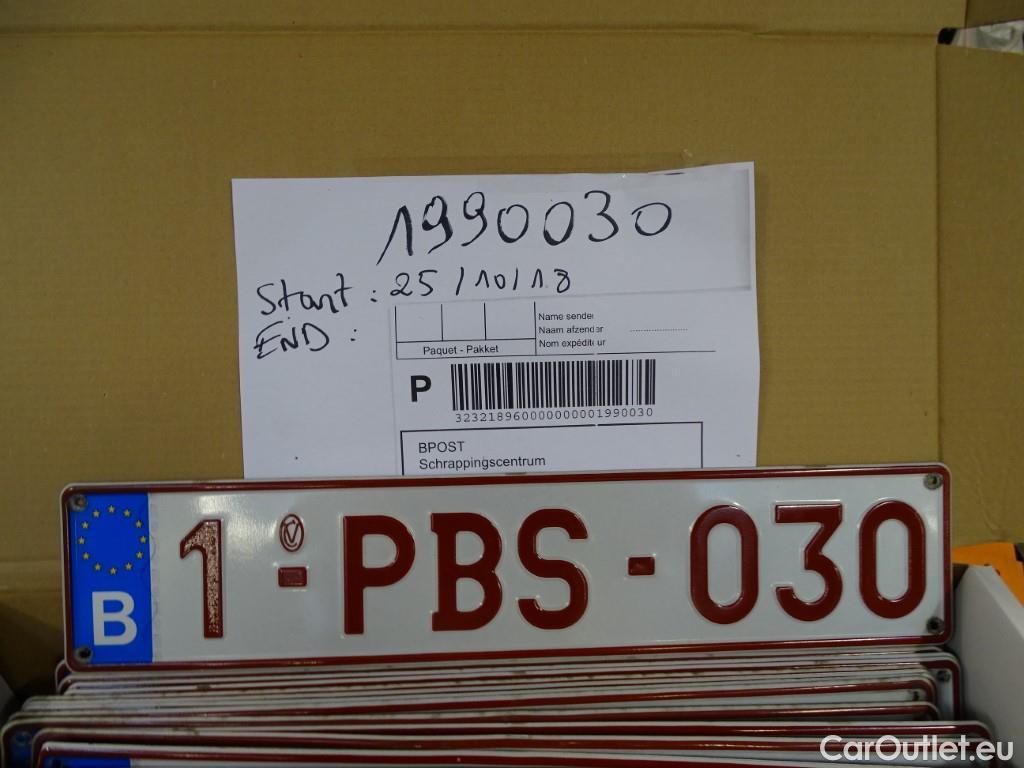 1990030
Start : 25/10/18
END :
Name sender
Naam afzender
Nom expéditeur
Paquet - Pakket
P
323218960000000001990030
BPOST
Schrappingscentrum
B 1-PBS-030
CarOutlet.eu